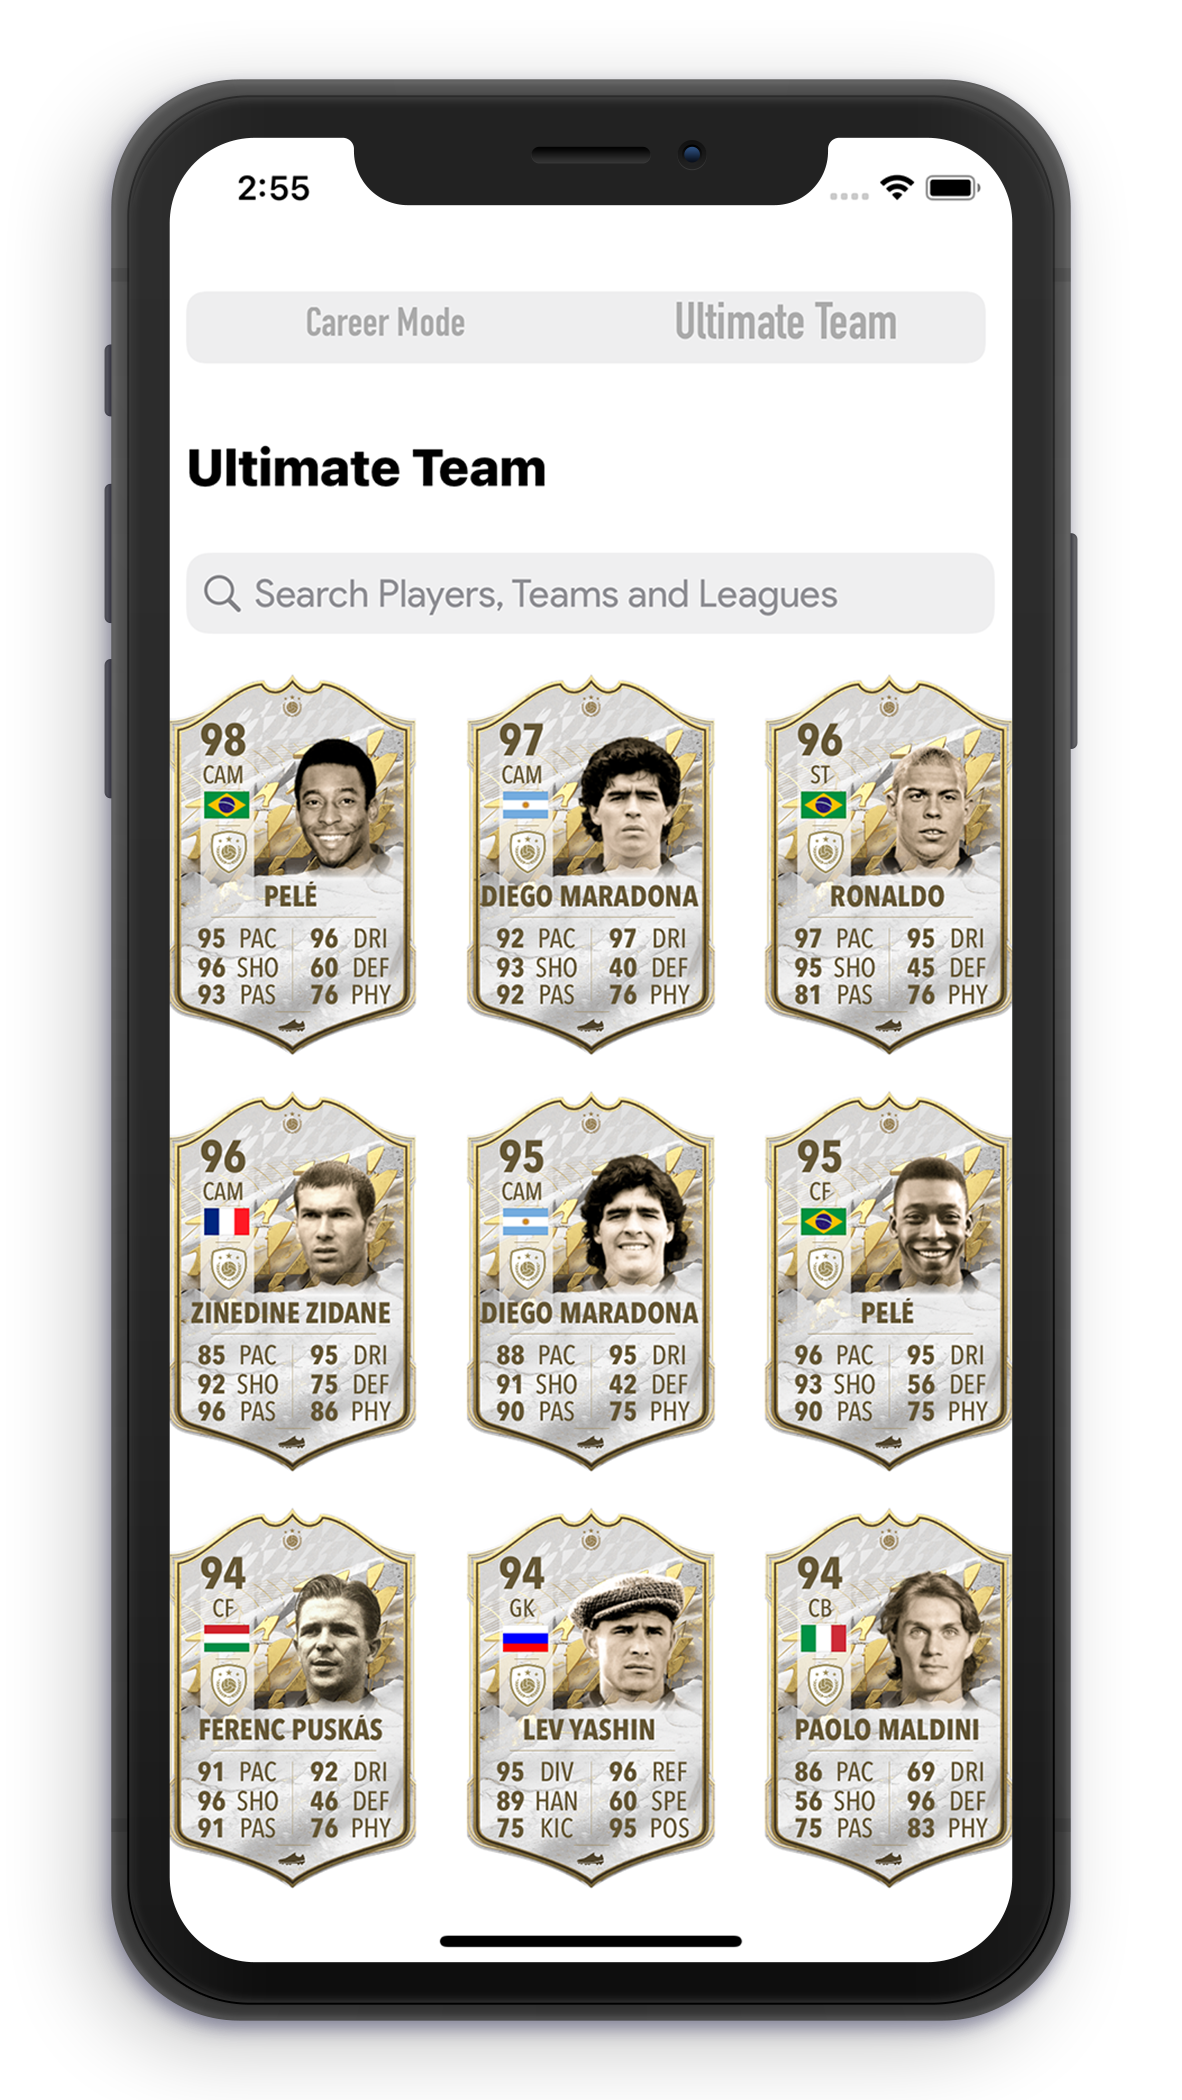 2:55
Career Mode Ultimate Team
Ultimate Team
Search Players, Teams and Leagues
98
CAM
PELÉ
95 PAC 96 DRI
96 SHO 60 DEF
93 PAS 76 PHY
97
CAM
DIEGO MARADONA
92 PAC 97 DRI
93 SHO 40 DEF
92 PAS 76 PHY
96
ST
RONALDO
97 PAC 95 DRI
95 SHO 45 DEF
81 PAS 76 PHY
96
CAM
ZINEDINE ZIDANE
85 PAC 95 DRI
92 SHO 75 DEF
96 PAS 86 PHY
95
CAM
DIEGO MARADONA
88 PAC 95 DRI
91 SHO 42 DEF
90 PAS 75 PHY
95
CF
PELÉ
96 PAC 95 DRI
93 SHO 56 DEF
90 PAS 75 PHY
94
CF
FERENC PUSKÁS
91 PAC 92 DRI
96 SHO 46 DEF
91 PAS 76 PHY
94
GK
LEV YASHIN
95 DIV 96 REF
89 HAN 60 SPE
75 KIC 95 POS
94
CB
PAOLO MALDINI
86 PAC 69 DRI
56 SHO 96 DEF
75 PAS 83 PHY